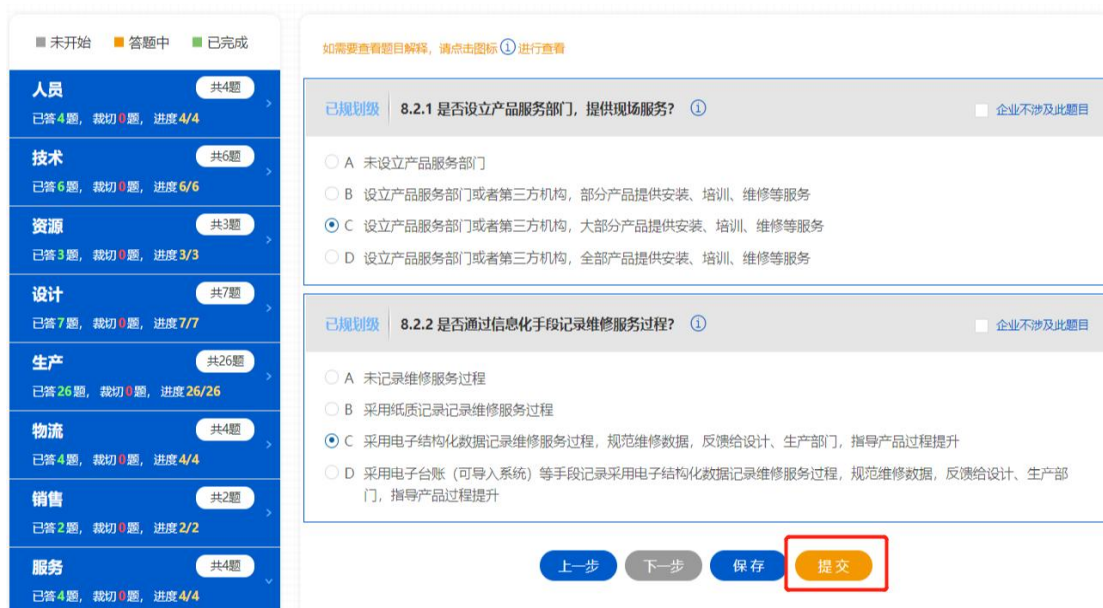 未开始 答题中 已完成
人员 共4题
已答4题，裁切0题，进度4/4
技术 共6题
已答6题，裁切0题，进度6/6
资源 共3题
已答3题，裁切0题，进度3/3
设计 共7题
已答7题，裁切0题，进度7/7
生产 共26题
已答26题，裁切0题，进度26/26
物流 共4题
已答4题，裁切0题，进度4/4
销售 共2题
已答2题，裁切0题，进度2/2
服务 共4题
已答4题，裁切0题，进度4/4
如需要查看题目解释，请点击图标①进行查看
已规划级 8.2.1 是否设立产品服务部门，提供现场服务？ ① 企业不涉及此题目
A 未设立产品服务部门
B 设立产品服务部门或者第三方机构，部分产品提供安装、培训、维修等服务
C 设立产品服务部门或者第三方机构，大部分产品提供安装、培训、维修等服务
D 设立产品服务部门或者第三方机构，全部产品提供安装、培训、维修等服务
已规划级 8.2.2 是否通过信息化手段记录维修服务过程？ ① 企业不涉及此题目
A 未记录维修服务过程
B 采用纸质记录记录维修服务过程
C 采用电子结构化数据记录维修服务过程，规范维修数据，反馈给设计、生产部门，指导产品过程提升
D 采用电子台账（可导入系统）等手段记录采用电子结构化数据记录维修服务过程，规范维修数据，反馈给设计、生产部
门，指导产品过程提升
上一步 下一步 保存 提交